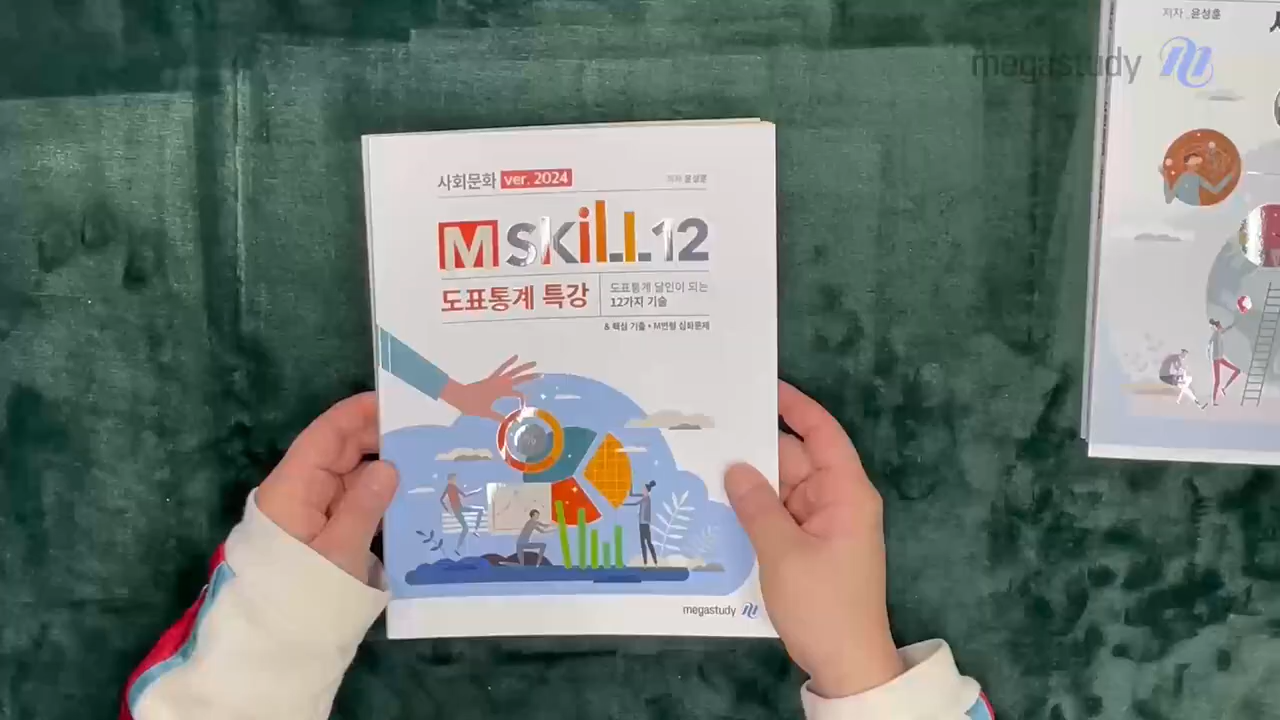 사회문화 ver. 2024
저자 윤성훈
M SKILL 12
도표통계 특강
도표통계 달인이 되는
12가지 기술
& 핵심 기출 • M변형 심화문제
megastudy
저자 윤성훈
megastudy